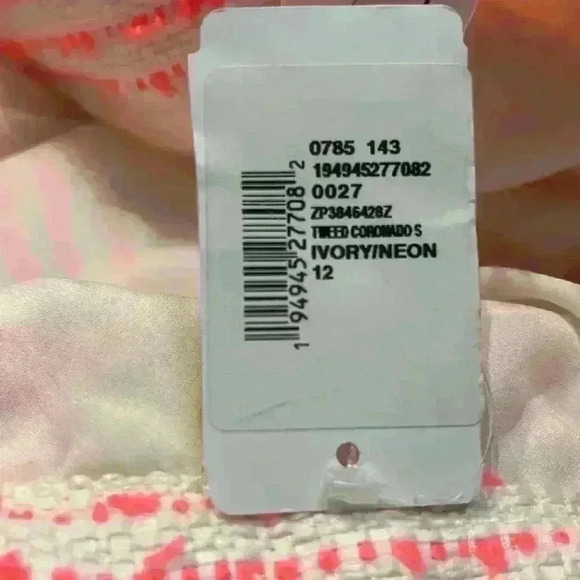 0785 143
194945277082
0027
ZP3846428Z
TWEED CORONADO S
IVORY/NEON
12
1 94945 27708 2